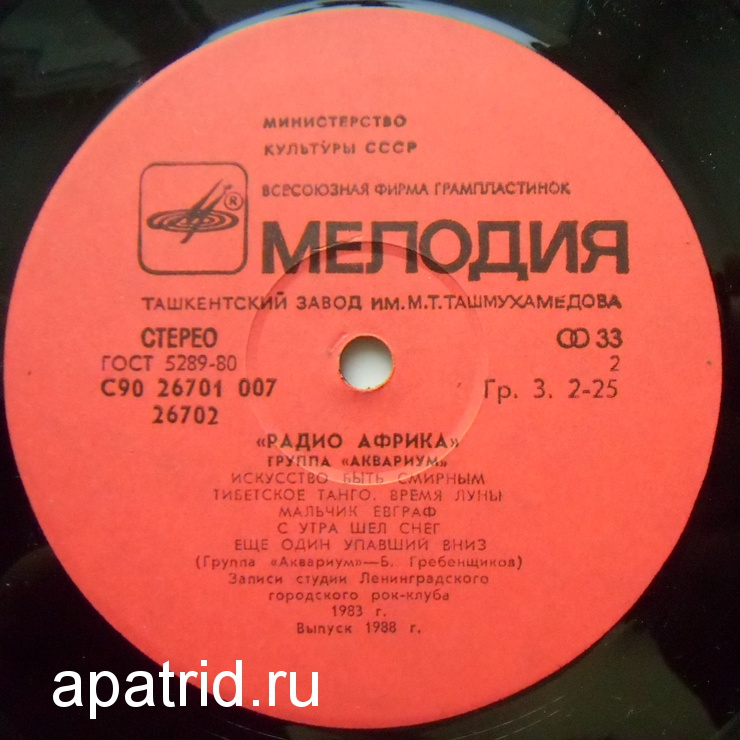 МИНИСТЕРСТВО
КУЛЬТУРЫ СССР
ВСЕСОЮЗНАЯ ФИРМА ГРАМПЛАСТИНОК
®
МЕЛОДИЯ
ТАШКЕНТСКИЙ ЗАВОД ИМ. М.Т.ТАШМУХАМЕДОВА
СТЕРЕО 33
ГОСТ 5289-80 2
С90 26701 007 Гр. 3. 2-25
26702
«РАДИО АФРИКА»
ГРУППА «АКВАРИУМ»
ИСКУССТВО БЫТЬ СМИРНЫМ
ТИБЕТСКОЕ ТАНГО. ВРЕМЯ ЛУНЫ
МАЛЬЧИК ЕВГРАФ
С УТРА ШЕЛ СНЕГ
ЕЩЕ ОДИН УПАВШИЙ ВНИЗ
(Группа «Аквариум»—Б. Гребенщиков)
Записи студии Ленинградского
городского рок-клуба
1983 г.
Выпуск 1988 г.
apatrid.ru